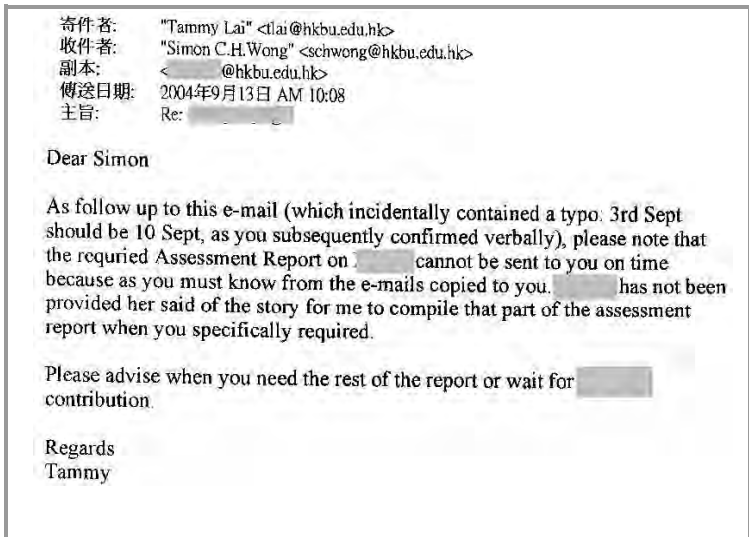 寄件者: "Tammy Lai" <tlai@hkbu.edu.hk>
收件者: "Simon C.H.Wong" <schwong@hkbu.edu.hk>
副本: < @hkbu.edu.hk>
傳送日期: 2004年9月13日 AM 10:08
主旨: Re:
Dear Simon
As follow up to this e-mail (which incidentally contained a typo: 3rd Sept
should be 10 Sept, as you subsequently confirmed verbally), please note that
the requried Assessment Report on cannot be sent to you on time
because as you must know from the e-mails copied to you. has not been
provided her said of the story for me to compile that part of the assessment
report when you specifically required.
Please advise when you need the rest of the report or wait for
contribution.
Regards
Tammy